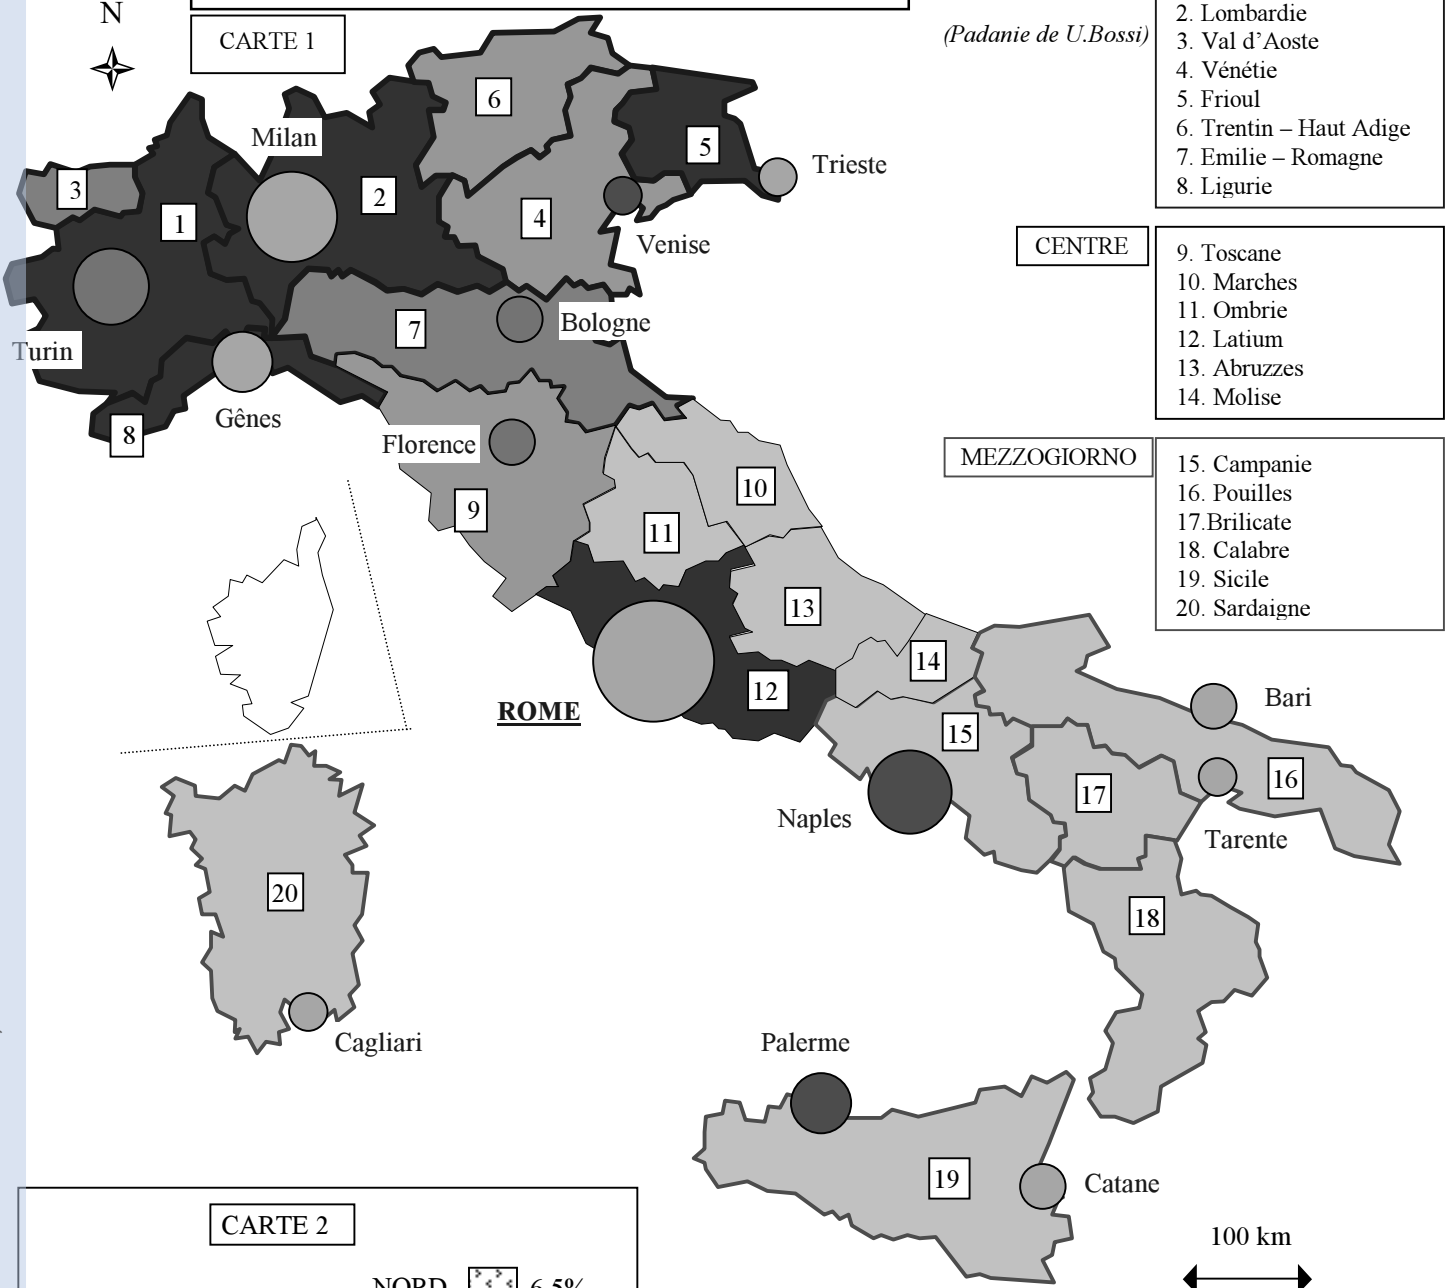 N
CARTE 1
(Padanie de U.Bossi)
2. Lombardie
3. Val d’Aoste
4. Vénétie
5. Frioul
6. Trentin – Haut Adige
7. Emilie – Romagne
8. Ligurie
CENTRE
9. Toscane
10. Marches
11. Ombrie
12. Latium
13. Abruzzes
14. Molise
MEZZOGIORNO
15. Campanie
16. Pouilles
17.Brilicate
18. Calabre
19. Sicile
20. Sardaigne
6
Milan
5
Trieste
3
2
1
4
Venise
7
Bologne
Turin
Gênes
8
Florence
9
10
11
13
14
12
ROME
15
Bari
16
17
Naples
Tarente
20
18
Cagliari
Palerme
19
Catane
CARTE 2
NORD 6,5%
100 km